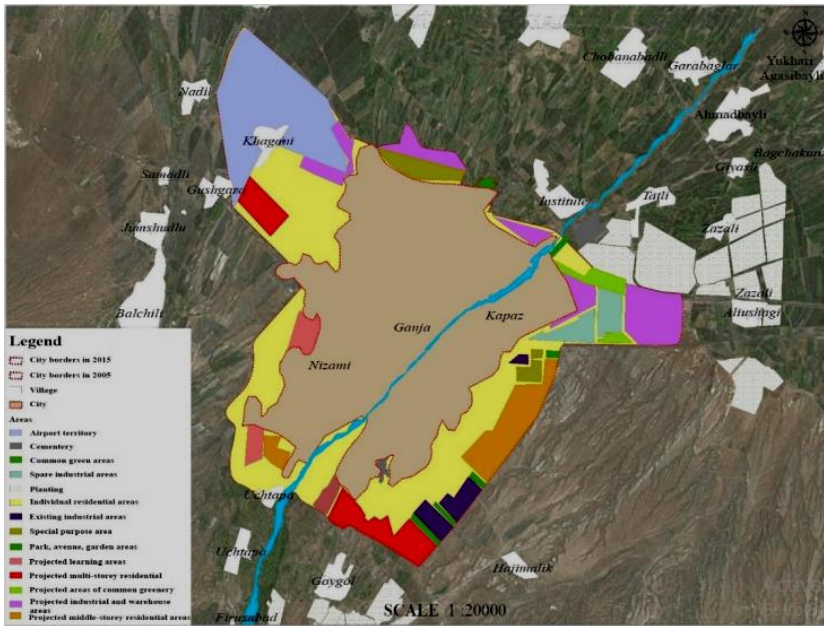 Chobanabadli
Garabaglar
Yukhari
Agasibayli
Nadil
Ahmadbayli
Khagani
Bagchakurd
Samadli
Giyasli
Gushgara
Institute
Tatli
Jumshudlu
Zazali
Balchili
Zazali
Aliushagi
Kapaz
Ganja
Nizami
Legend
City borders in 2015
City borders in 2005
Village
City
Areas
Airport territory
Cementery
Common green areas
Spare industrial areas
Planting
Individual residential areas
Existing industrial areas
Special purpose area
Park, avenue, garden areas
Projected learning areas
Projected multi-storey residential
Projected areas of common greenery
Projected industrial and warehouse
areas
Projected middle-storey residential areas
Uchtapa
Uchtapa
Hajimalik
Goygol
Firuzabad
SCALE 1 :20000